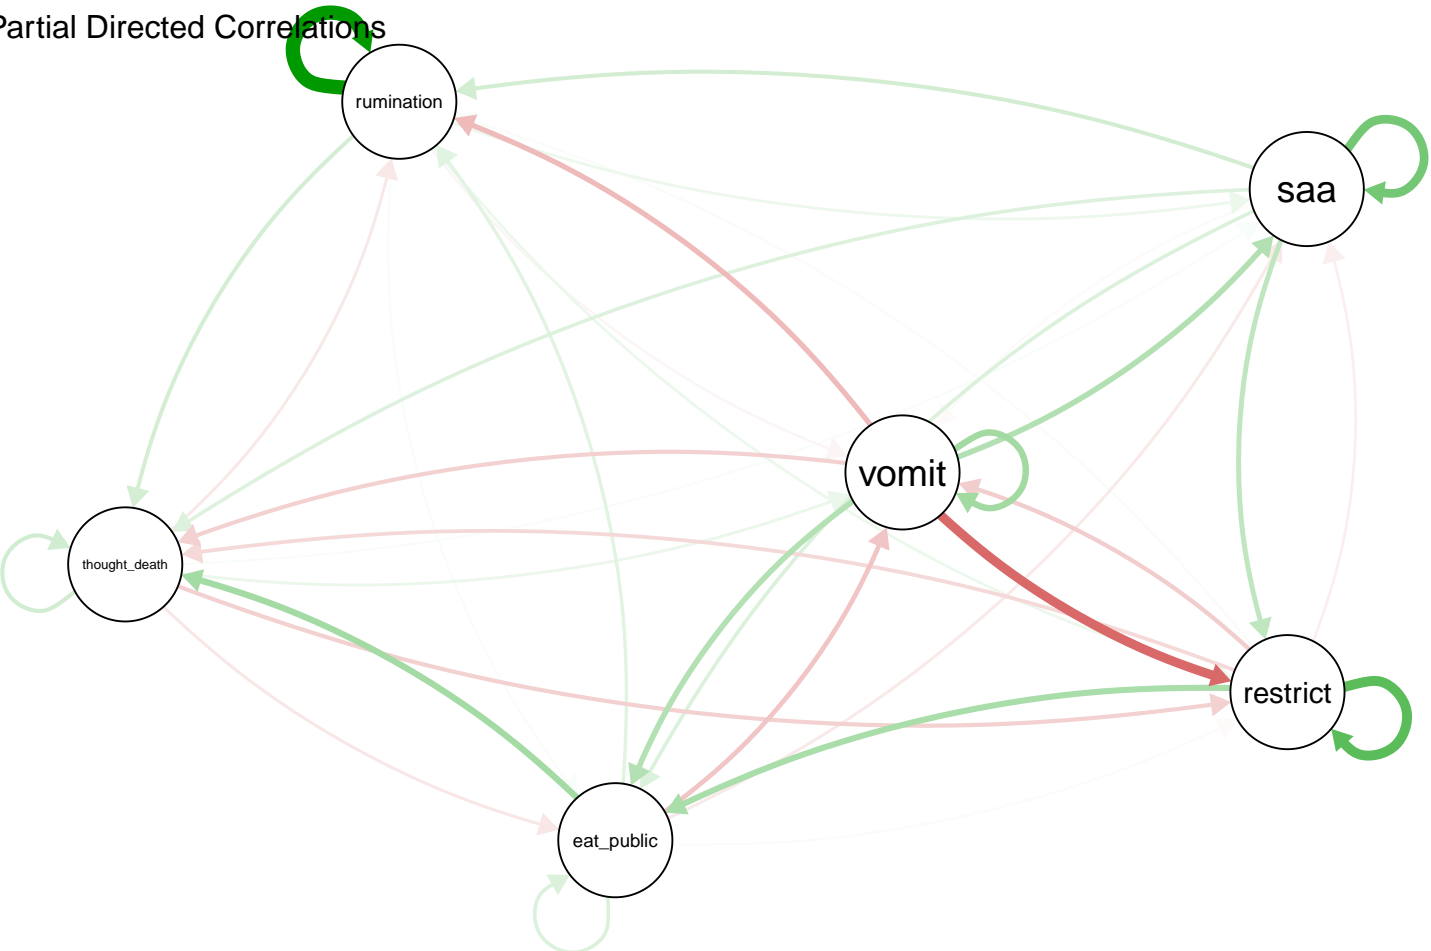 Partial Directed Correlations
rumination
saa
vomit
thought_death
restrict
eat_public